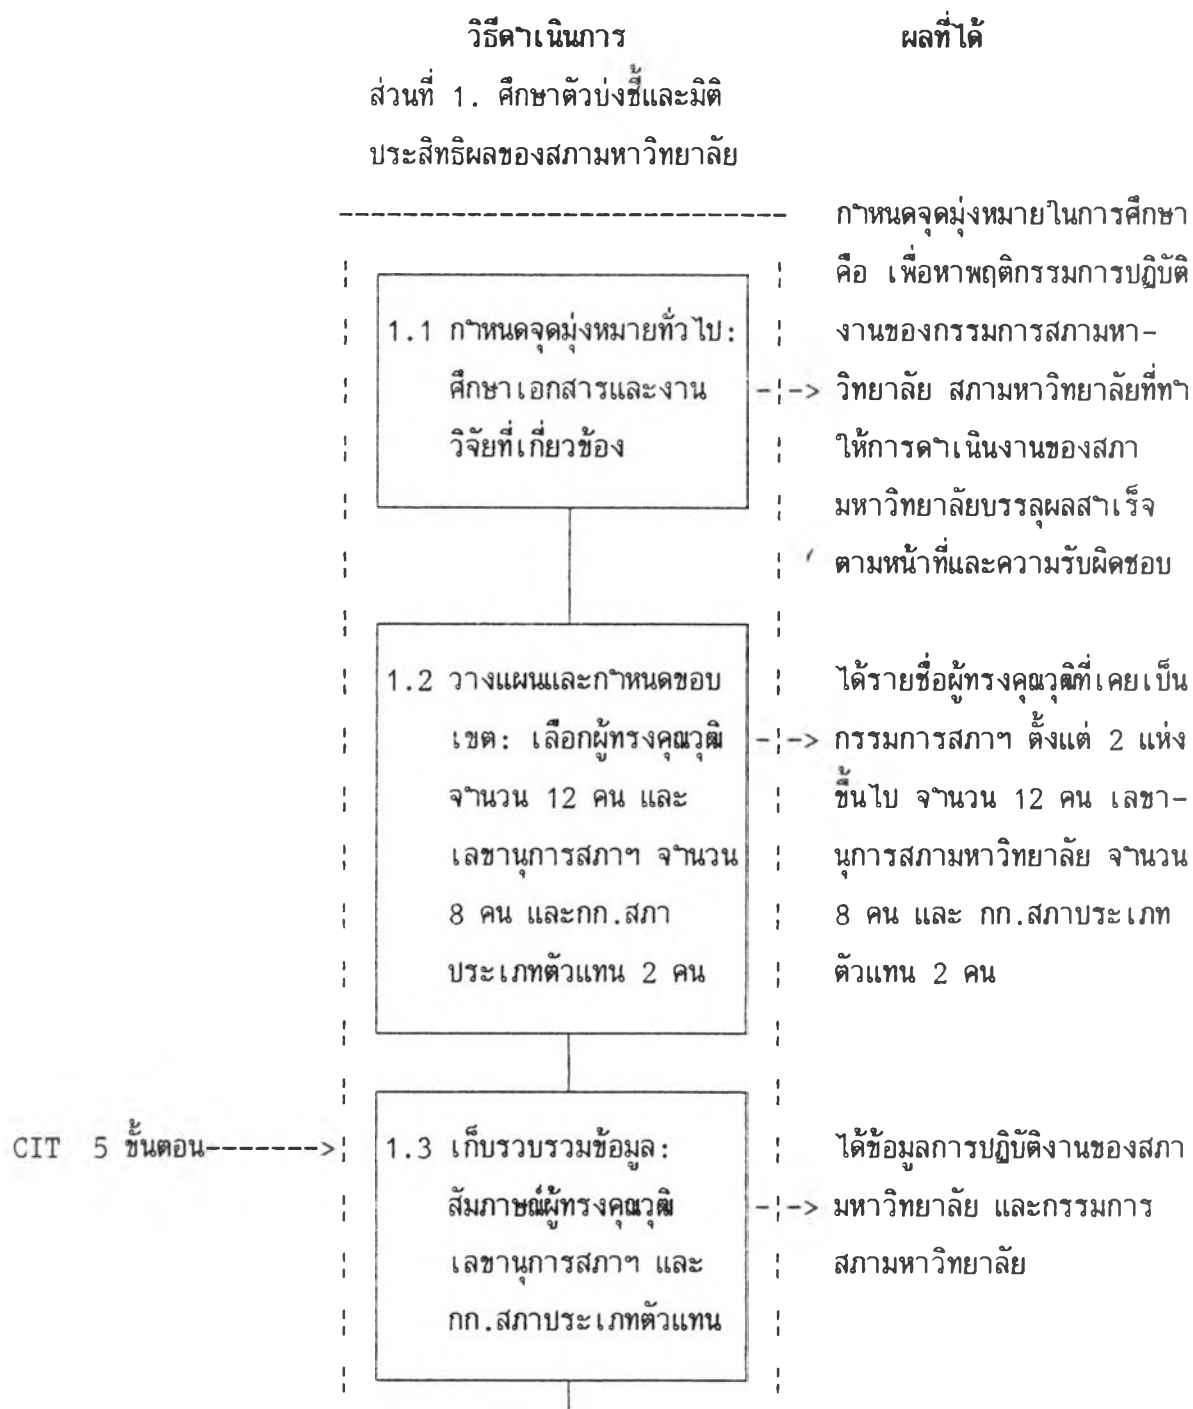 วิธีดำเนินการ
ผลที่ได้
ส่วนที่ 1. ศึกษาตัวบ่งชี้และมิติ
ประสิทธิผลของสภามหาวิทยาลัย
1.1 กำหนดจุดมุ่งหมายทั่วไป:
ศึกษาเอกสารและงาน
วิจัยที่เกี่ยวข้อง
กำหนดจุดมุ่งหมายในการศึกษา
คือ เพื่อหาพฤติกรรมการปฏิบัติ
งานของกรรมการสภามหา-
วิทยาลัย สภามหาวิทยาลัยที่ทำ
ให้การดำเนินงานของสภา
มหาวิทยาลัยบรรลุผลสำเร็จ
ตามหน้าที่และความรับผิดชอบ
1.2 วางแผนและกำหนดขอบ
เขต: เลือกผู้ทรงคุณวุฒิ
จำนวน 12 คน และ
เลขานุการสภาฯ จำนวน
8 คน และกก.สภา
ประเภทตัวแทน 2 คน
ได้รายชื่อผู้ทรงคุณวุฒิที่เคยเป็น
กรรมการสภาฯ ตั้งแต่ 2 แห่ง
ขึ้นไป จำนวน 12 คน เลขา-
นุการสภามหาวิทยาลัย จำนวน
8 คน และ กก.สภาประเภท
ตัวแทน 2 คน
CIT 5 ขั้นตอน------->
1.3 เก็บรวบรวมข้อมูล:
สัมภาษณ์ผู้ทรงคุณวุฒิ
เลขานุการสภาฯ และ
กก.สภาประเภทตัวแทน
ได้ข้อมูลการปฏิบัติงานของสภา
มหาวิทยาลัย และกรรมการ
สภามหาวิทยาลัย